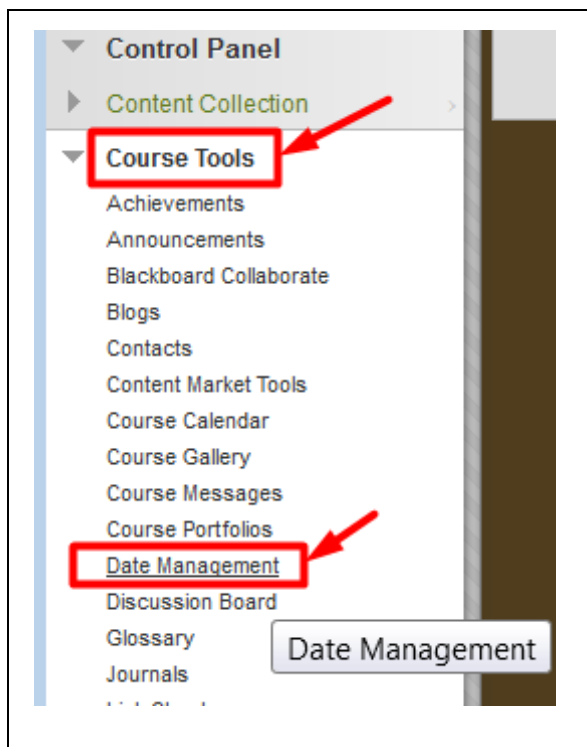 Control Panel
Content Collection
Course Tools
Achievements
Announcements
Blackboard Collaborate
Blogs
Contacts
Content Market Tools
Course Calendar
Course Gallery
Course Messages
Course Portfolios
Date Management
Discussion Board
Glossary
Date Management
Journals